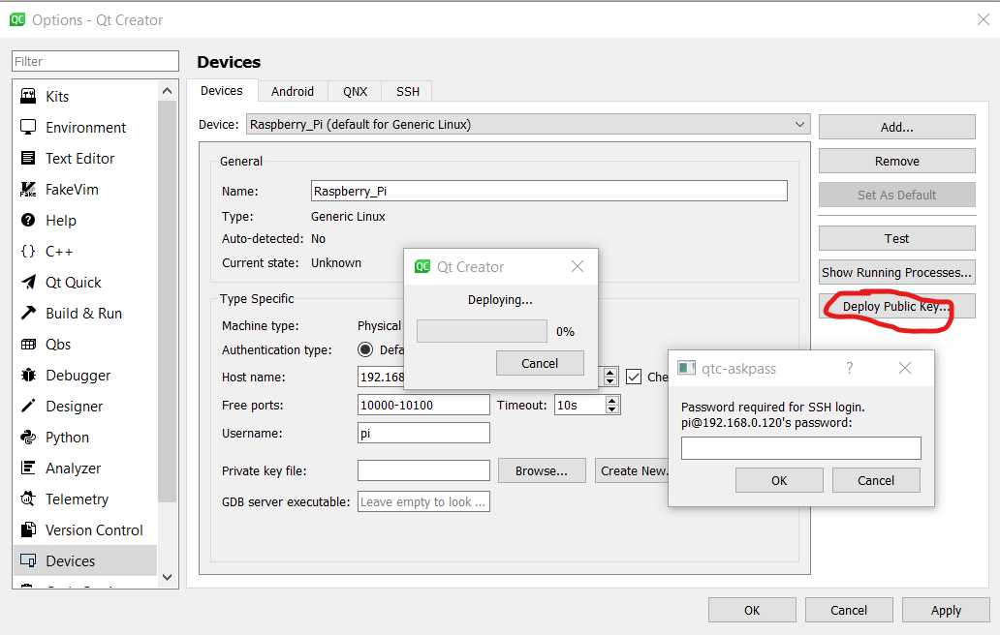 Options - Qt Creator
Filter
Kits
Environment
Text Editor
FakeVim
Help
C++
Qt Quick
Build & Run
Qbs
Debugger
Designer
Python
Analyzer
Telemetry
Version Control
Devices
Devices
Devices Android QNX SSH
Device: Raspberry_Pi (default for Generic Linux)
General
Name: Raspberry_Pi
Type: Generic Linux
Auto-detected: No
Current state: Unknown
Type Specific
Machine type: Physical
Authentication type: Defa
Host name: 192.168 Che
Free ports: 10000-10100 Timeout: 10s
Username: pi
Private key file: Browse... Create New.
GDB server executable: Leave empty to look ...
Add...
Remove
Set As Default
Test
Show Running Processes...
Deploy Public Key...
Qt Creator
Deploying...
0%
Cancel
qtc-askpass ?
Password required for SSH login.
pi@192.168.0.120's password:
OK Cancel
OK Cancel Apply